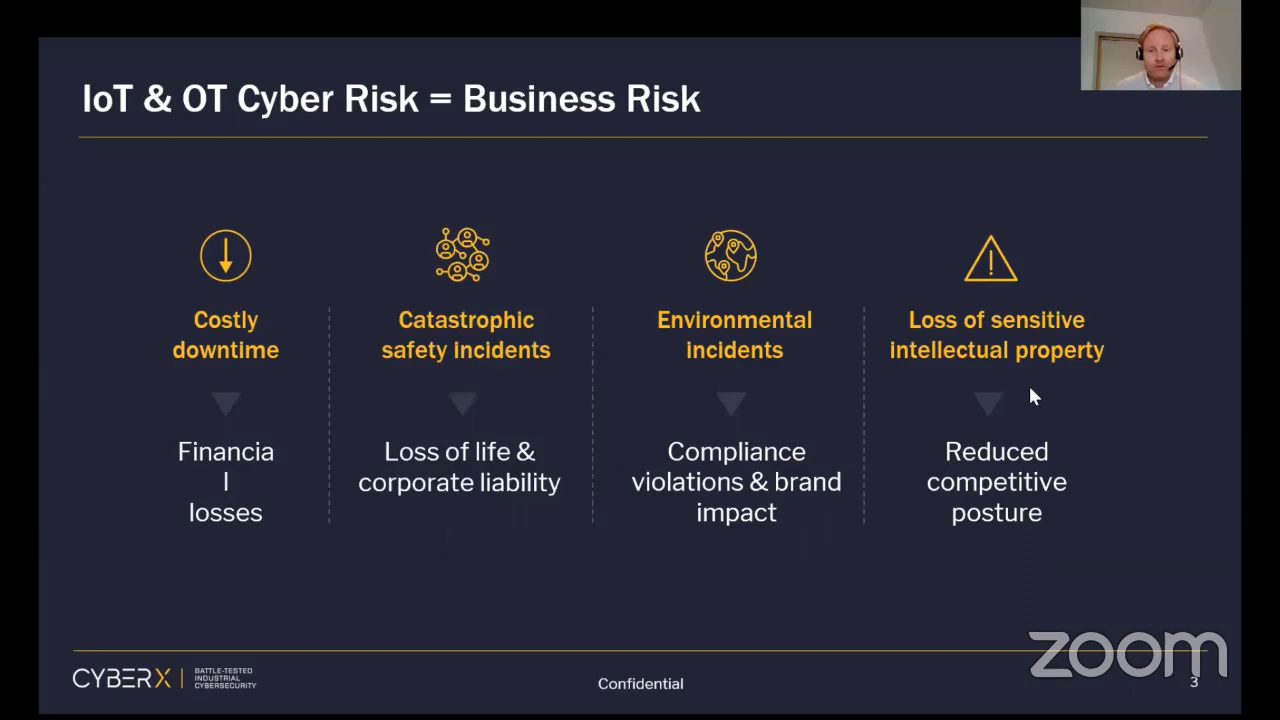 IoT & OT Cyber Risk = Business Risk
Costly
downtime
Financia
l
losses
Catastrophic
safety incidents
Loss of life &
corporate liability
Environmental
incidents
Compliance
violations & brand
impact
Loss of sensitive
intellectual property
Reduced
competitive
posture
CYBERX
BATTLE-TESTED
INDUSTRIAL
CYBERSECURITY
Confidential
zoom
3